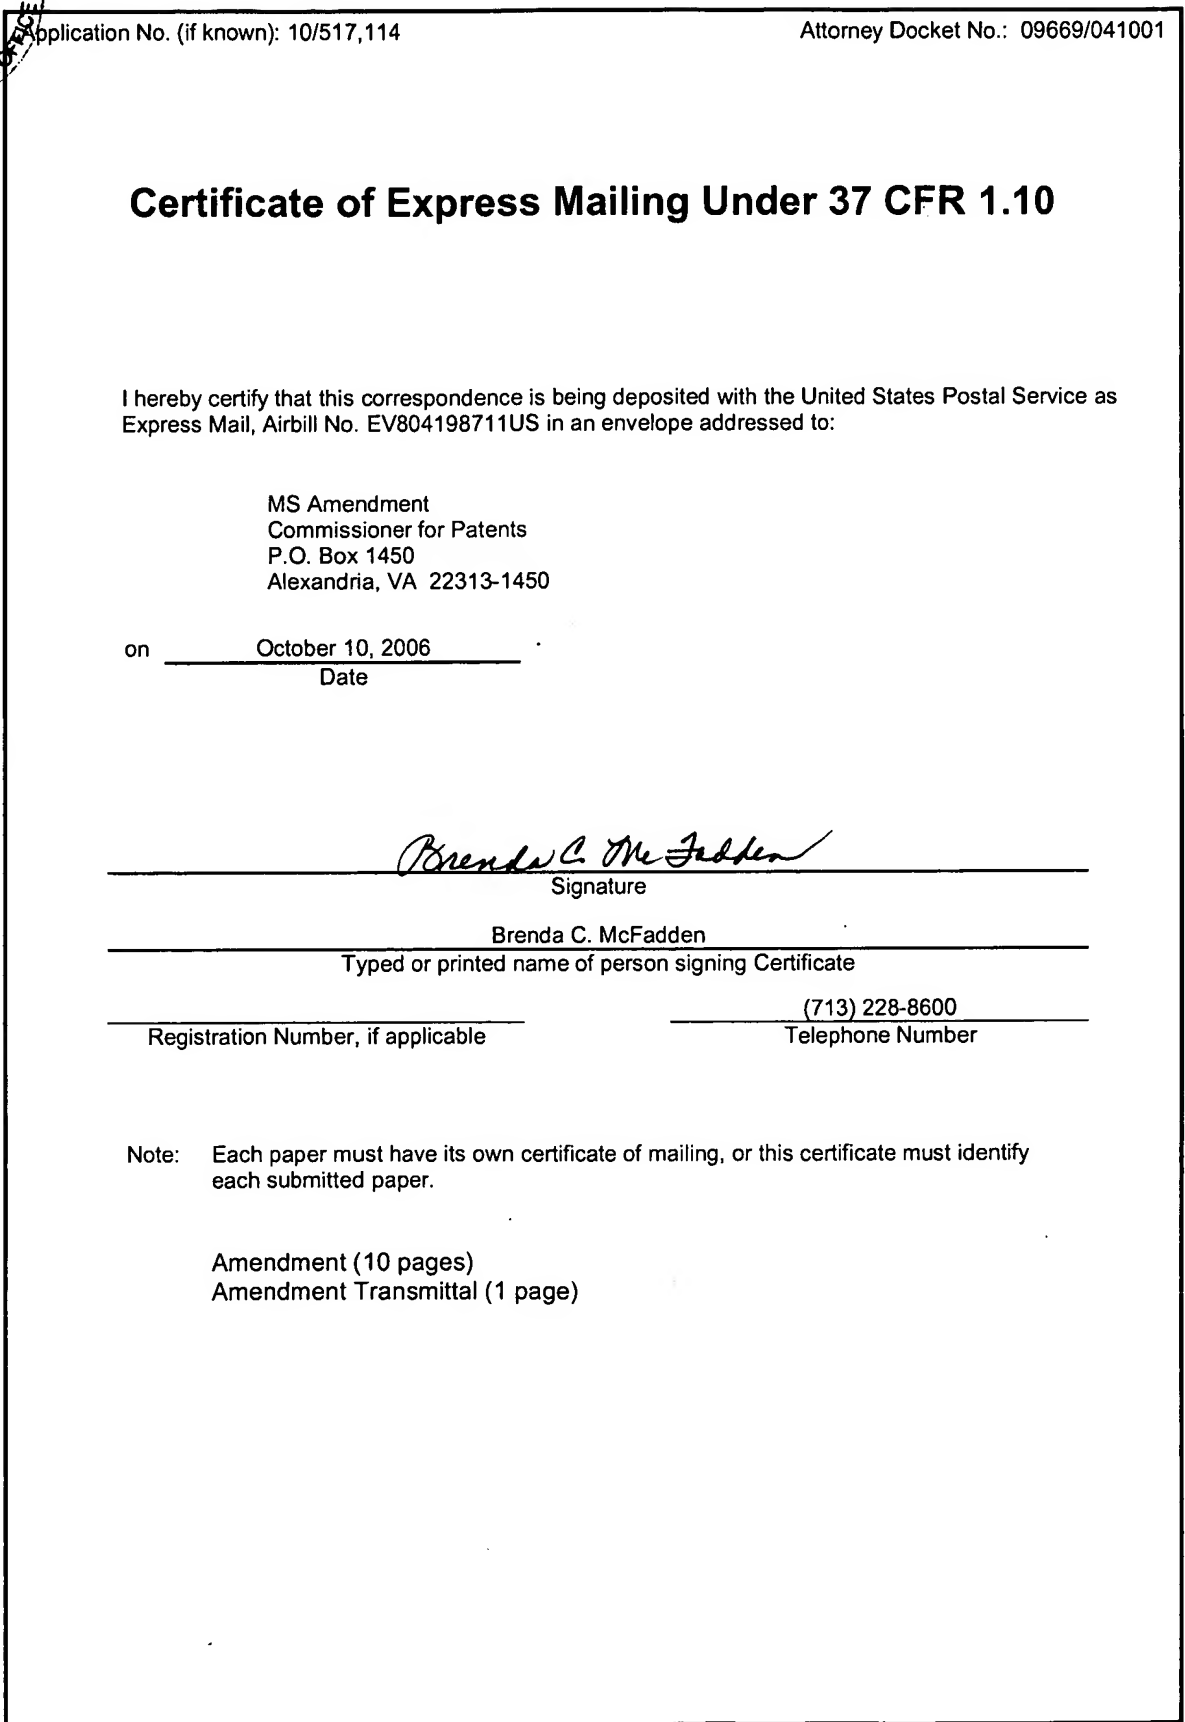 Application No. (if known): 10/517,114 Attorney Docket No.: 09669/041001
Certificate of Express Mailing Under 37 CFR 1.10
I hereby certify that this correspondence is being deposited with the United States Postal Service as
Express Mail, Airbill No. EV804198711US in an envelope addressed to:
MS Amendment
Commissioner for Patents
P.O. Box 1450
Alexandria, VA 22313-1450
on October 10, 2006
Date
Brenda C. McFadden
Signature
Brenda C. McFadden
Typed or printed name of person signing Certificate
(713) 228-8600
Registration Number, if applicable Telephone Number
Note: Each paper must have its own certificate of mailing, or this certificate must identify
each submitted paper.
Amendment (10 pages)
Amendment Transmittal (1 page)